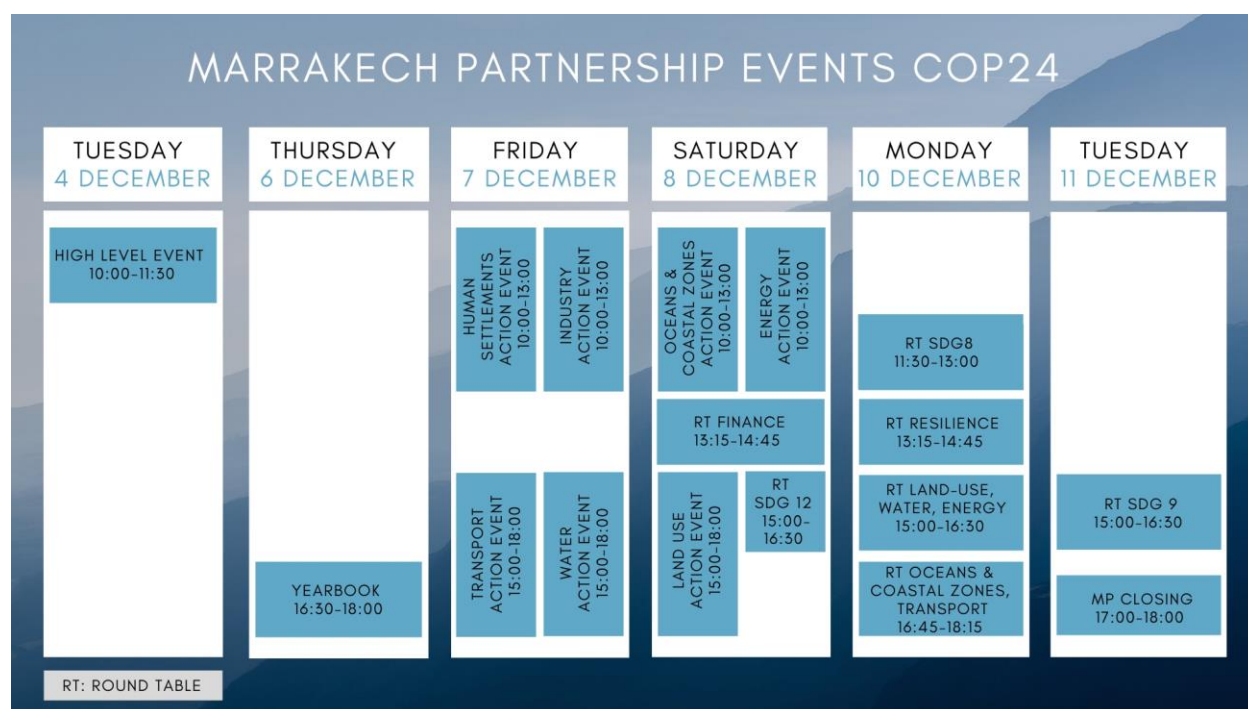 MARRAKECH PARTNERSHIP EVENTS COP24
TUESDAY
4 DECEMBER
HIGH LEVEL EVENT
10:00-11:30
THURSDAY
6 DECEMBER
YEARBOOK
16:30-18:00
FRIDAY
7 DECEMBER
HUMAN
SETTLEMENTS
ACTION EVENT
10:00-13:00
INDUSTRY
ACTION EVENT
10:00-13:00
TRANSPORT
ACTION EVENT
15:00-18:00
WATER
ACTION EVENT
15:00-18:00
SATURDAY
8 DECEMBER
OCEANS &
COASTAL ZONES
ACTION EVENT
10:00-13:00
ENERGY
ACTION EVENT
10:00-13:00
RT FINANCE
13:15-14:45
LAND USE
ACTION EVENT
15:00-18:00
RT
SDG 12
15:00-
16:30
MONDAY
10 DECEMBER
RT SDG8
11:30-13:00
RT RESILIENCE
13:15-14:45
RT LAND-USE,
WATER, ENERGY
15:00-16:30
RT OCEANS &
COASTAL ZONES,
TRANSPORT
16:45-18:15
TUESDAY
11 DECEMBER
RT SDG 9
15:00-16:30
MP CLOSING
17:00-18:00
RT: ROUND TABLE